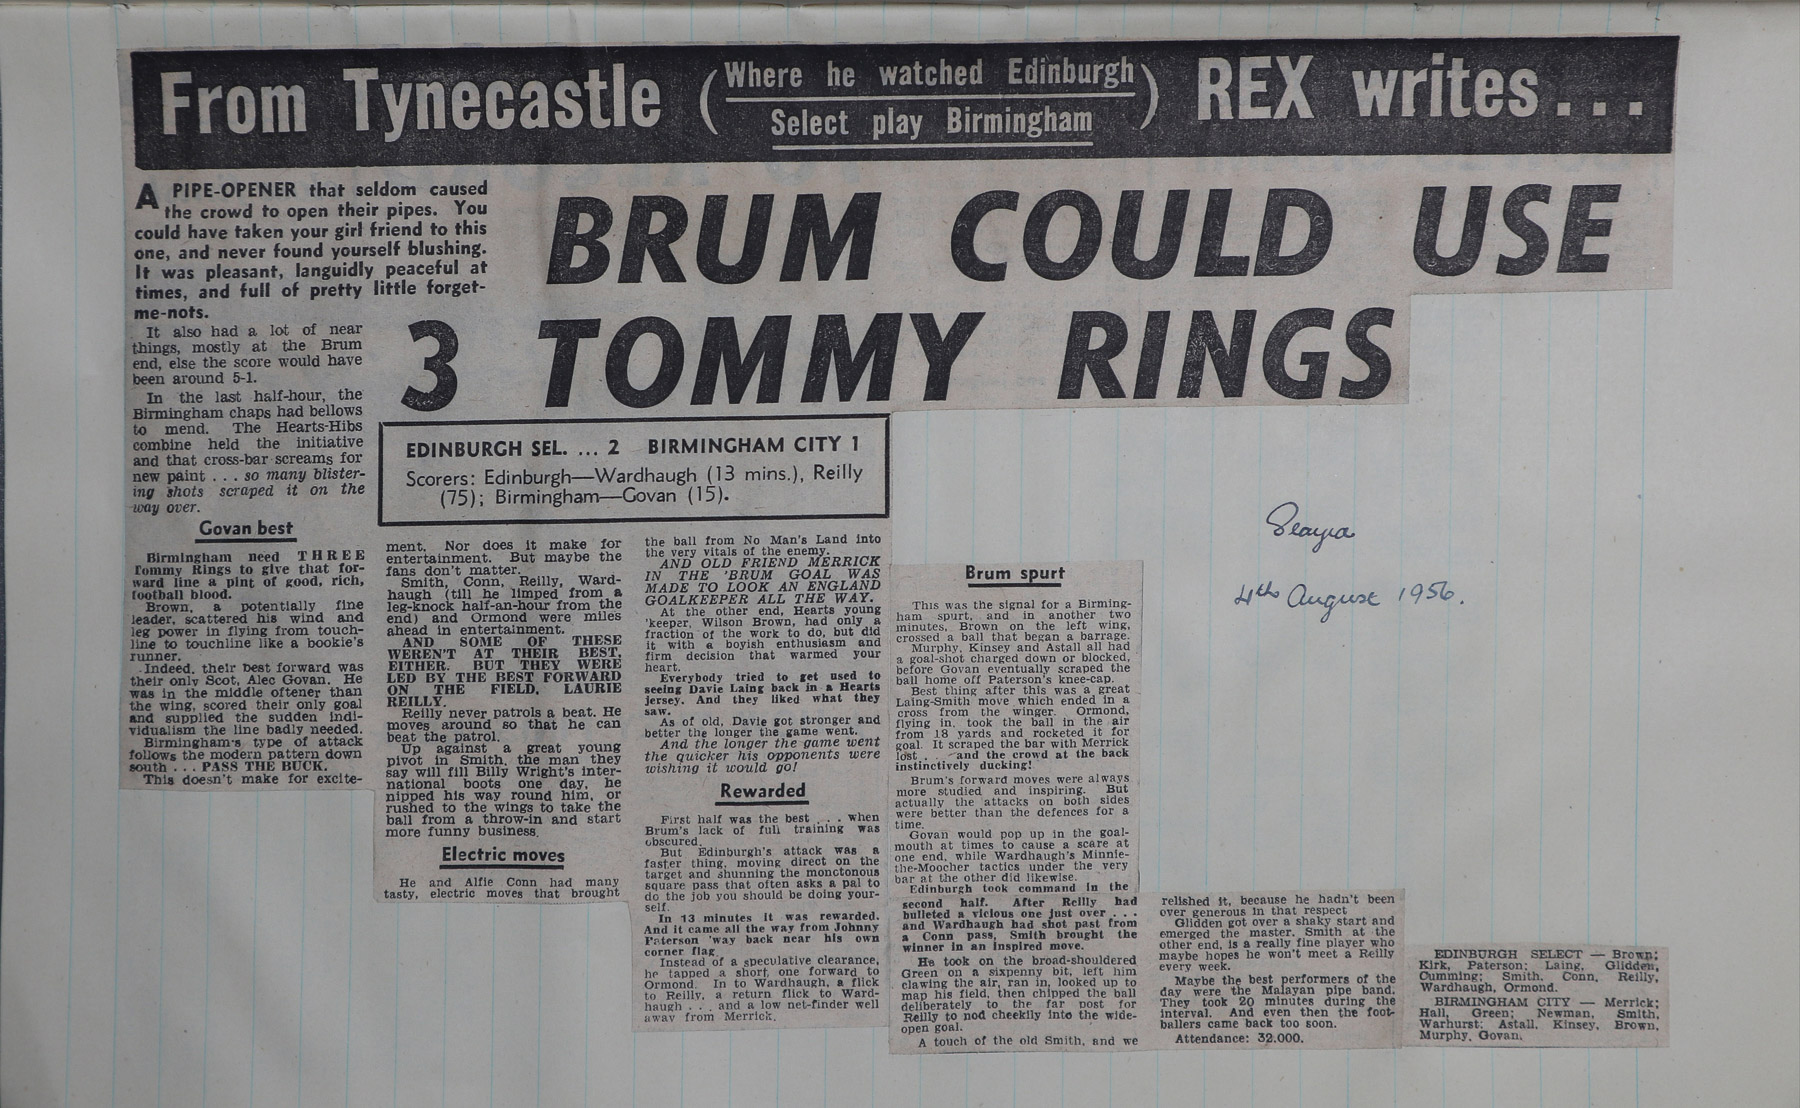 From Tynecastle (Where he watched Edinburgh Select play Birmingham) REX writes...
BRUM COULD USE
3 TOMMY RINGS
A PIPE-OPENER that seldom caused
the crowd to open their pipes. You
could have taken your girl friend to this
one, and never found yourself blushing.
It was pleasant, languidly peaceful at
times, and full of pretty little forget-
me-nots.
It also had a lot of near
things, mostly at the Brum
end, else the score would have
been around 5-1.
In the last half-hour, the
Birmingham chaps had bellows
to mend. The Hearts-Hibs
combine held the initiative
and that cross-bar screams for
new paint . . . so many blister-
ing shots scraped it on the
way over.
Govan best
Birmingham need THREE
Tommy Rings to give that for-
ward line a pint of good, rich,
football blood.
Brown, a potentially fine
leader, scattered his wind and
leg power in flying from touch-
line to touchline like a bookie's
runner.
Indeed, their best forward was
their only Scot, Alec Govan. He
was in the middle oftener than
the wing, scored their only goal
and supplied the sudden indi-
vidualism the line badly needed.
Birmingham's type of attack
follows the modern pattern down
south . . . PASS THE BUCK.
This doesn't make for excite-
EDINBURGH SEL. ... 2 BIRMINGHAM CITY 1
Scorers: Edinburgh—Wardhaugh (13 mins.), Reilly
(75); Birmingham—Govan (15).
ment. Nor does it make for
entertainment. But maybe the
fans don't matter.
Smith, Conn, Reilly, Ward-
haugh (till he limped from a
leg-knock half-an-hour from the
end) and Ormond were miles
ahead in entertainment.
AND SOME OF THESE
WEREN'T AT THEIR BEST,
EITHER. BUT THEY WERE
LED BY THE BEST FORWARD
ON THE FIELD, LAURIE
REILLY.
Reilly never patrols a beat. He
moves around so that he can
beat the patrol.
Up against a great young
pivot in Smith, the man they
say will fill Billy Wright's inter-
national boots one day, he
nipped his way round him, or
rushed to the wings to take the
ball from a throw-in and start
more funny business.
Electric moves
He and Alfie Conn had many
tasty, electric moves that brought
the ball from No Man's Land into
the very vitals of the enemy.
AND OLD FRIEND MERRICK
IN THE 'BRUM GOAL WAS
MADE TO LOOK AN ENGLAND
GOALKEEPER ALL THE WAY.
At the other end, Hearts young
'keeper, Wilson Brown, had only a
fraction of the work to do, but did
it with a boyish enthusiasm and
firm decision that warmed your
heart.
Everybody tried to get used to
seeing Davie Laing back in a Hearts
jersey. And they liked what they
saw.
As of old, Davie got stronger and
better the longer the game went.
And the longer the game went
the quicker his opponents were
wishing it would go!
Rewarded
First half was the best . . . when
Brum's lack of full training was
obscured.
But Edinburgh's attack was a
faster thing, moving direct on the
target and shunning the monotonous
square pass that often asks a pal to
do the job you should be doing your-
self.
In 13 minutes it was rewarded.
And it came all the way from Johnny
Paterson 'way back near his own
corner flag.
Instead of a speculative clearance,
he tapped a short one forward to
Ormond. In to Wardhaugh, a flick
to Reilly, a return flick to Ward-
haugh . . . and a low net-finder well
away from Merrick.
Brum spurt
This was the signal for a Birming-
ham spurt, and in another two
minutes, Brown on the left wing,
crossed a ball that began a barrage.
Murphy, Kinsey and Astall all had
a goal-shot charged down or blocked,
before Govan eventually scraped the
ball home off Paterson's knee-cap.
Best thing after this was a great
Laing-Smith move which ended in a
cross from the winger. Ormond,
flying in, took the ball in the air
from 18 yards and rocketed it for
goal. It scraped the bar with Merrick
lost . . . and the crowd at the back
instinctively ducking!
Brum's forward moves were always
more studied and inspiring. But
actually the attacks on both sides
were better than the defences for a
time.
Govan would pop up in the goal-
mouth at times to cause a scare at
one end, while Wardhaugh's Minnie-
the-Moocher tactics under the very
bar at the other did likewise.
Edinburgh took command in the
second half. After Reilly had
bulleted a vicious one just over . . .
and Wardhaugh had shot past from
a Conn pass, Smith brought the
winner in an inspired move.
He took on the broad-shouldered
Green on a sixpenny bit, left him
clawing the air, ran in, looked up to
map his field, then chipped the ball
deliberately to the far post for
Reilly to nod cheekily into the wide-
open goal.
A touch of the old Smith, and we
relished it, because he hadn't been
over generous in that respect
Glidden got over a shaky start and
emerged the master. Smith at the
other end, is a really fine player who
maybe hopes he won't meet a Reilly
every week.
Maybe the best performers of the
day were the Malayan pipe band.
They took 20 minutes during the
interval. And even then the foot-
ballers came back too soon.
Attendance: 32.000.
EDINBURGH SELECT — Brown;
Kirk, Paterson; Laing, Glidden,
Cumming; Smith, Conn, Reilly,
Wardhaugh, Ormond.
BIRMINGHAM CITY — Merrick;
Hall, Green; Newman, Smith,
Warhurst; Astall, Kinsey, Brown,
Murphy, Govan.
4th August 1956.